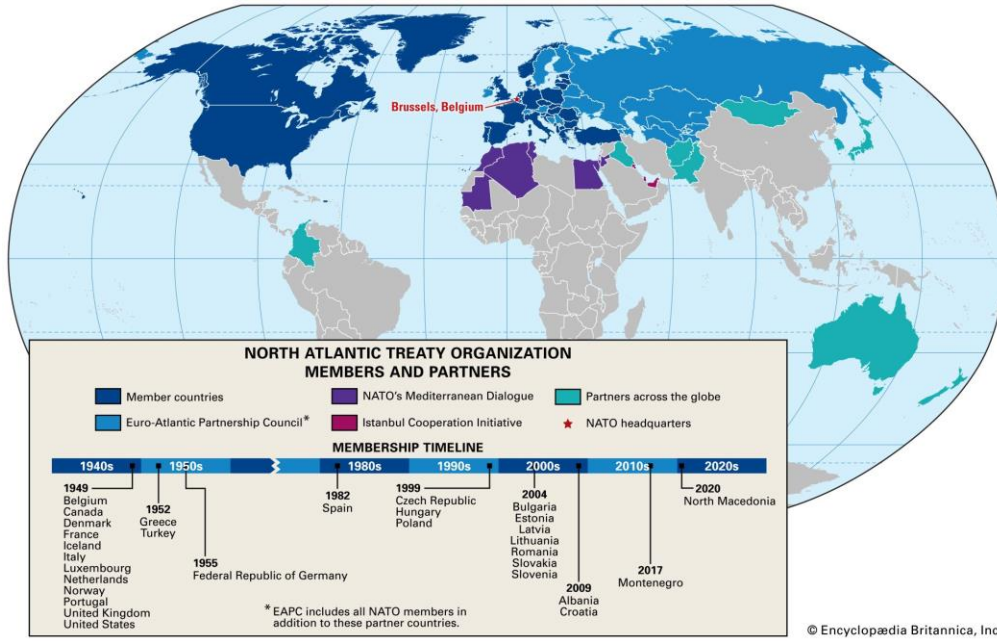 Brussels, Belgium
NORTH ATLANTIC TREATY ORGANIZATION
MEMBERS AND PARTNERS
Member countries
NATO's Mediterranean Dialogue
Partners across the globe
Euro-Atlantic Partnership Council*
Istanbul Cooperation Initiative
NATO headquarters
MEMBERSHIP TIMELINE
1940s
1950s
1980s
1990s
2000s
2010s
2020s
1949
Belgium
Canada
Denmark
France
Iceland
Italy
Luxembourg
Netherlands
Norway
Portugal
United Kingdom
United States
1952
Greece
Turkey
1955
Federal Republic of Germany
1982
Spain
1999
Czech Republic
Hungary
Poland
2004
Bulgaria
Estonia
Latvia
Lithuania
Romania
Slovakia
Slovenia
2009
Albania
Croatia
2017
Montenegro
2020
North Macedonia
* EAPC includes all NATO members in
addition to these partner countries.
© Encyclopædia Britannica, Inc